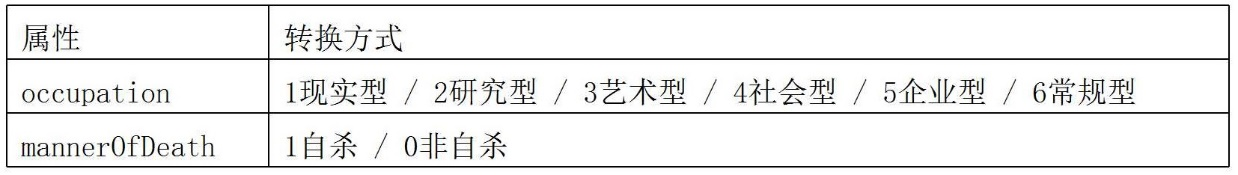 属性 转换方式
occupation 1现实型 / 2研究型 / 3艺术型 / 4社会型 / 5企业型 / 6常规型
mannerOfDeath 1自杀 / 0非自杀